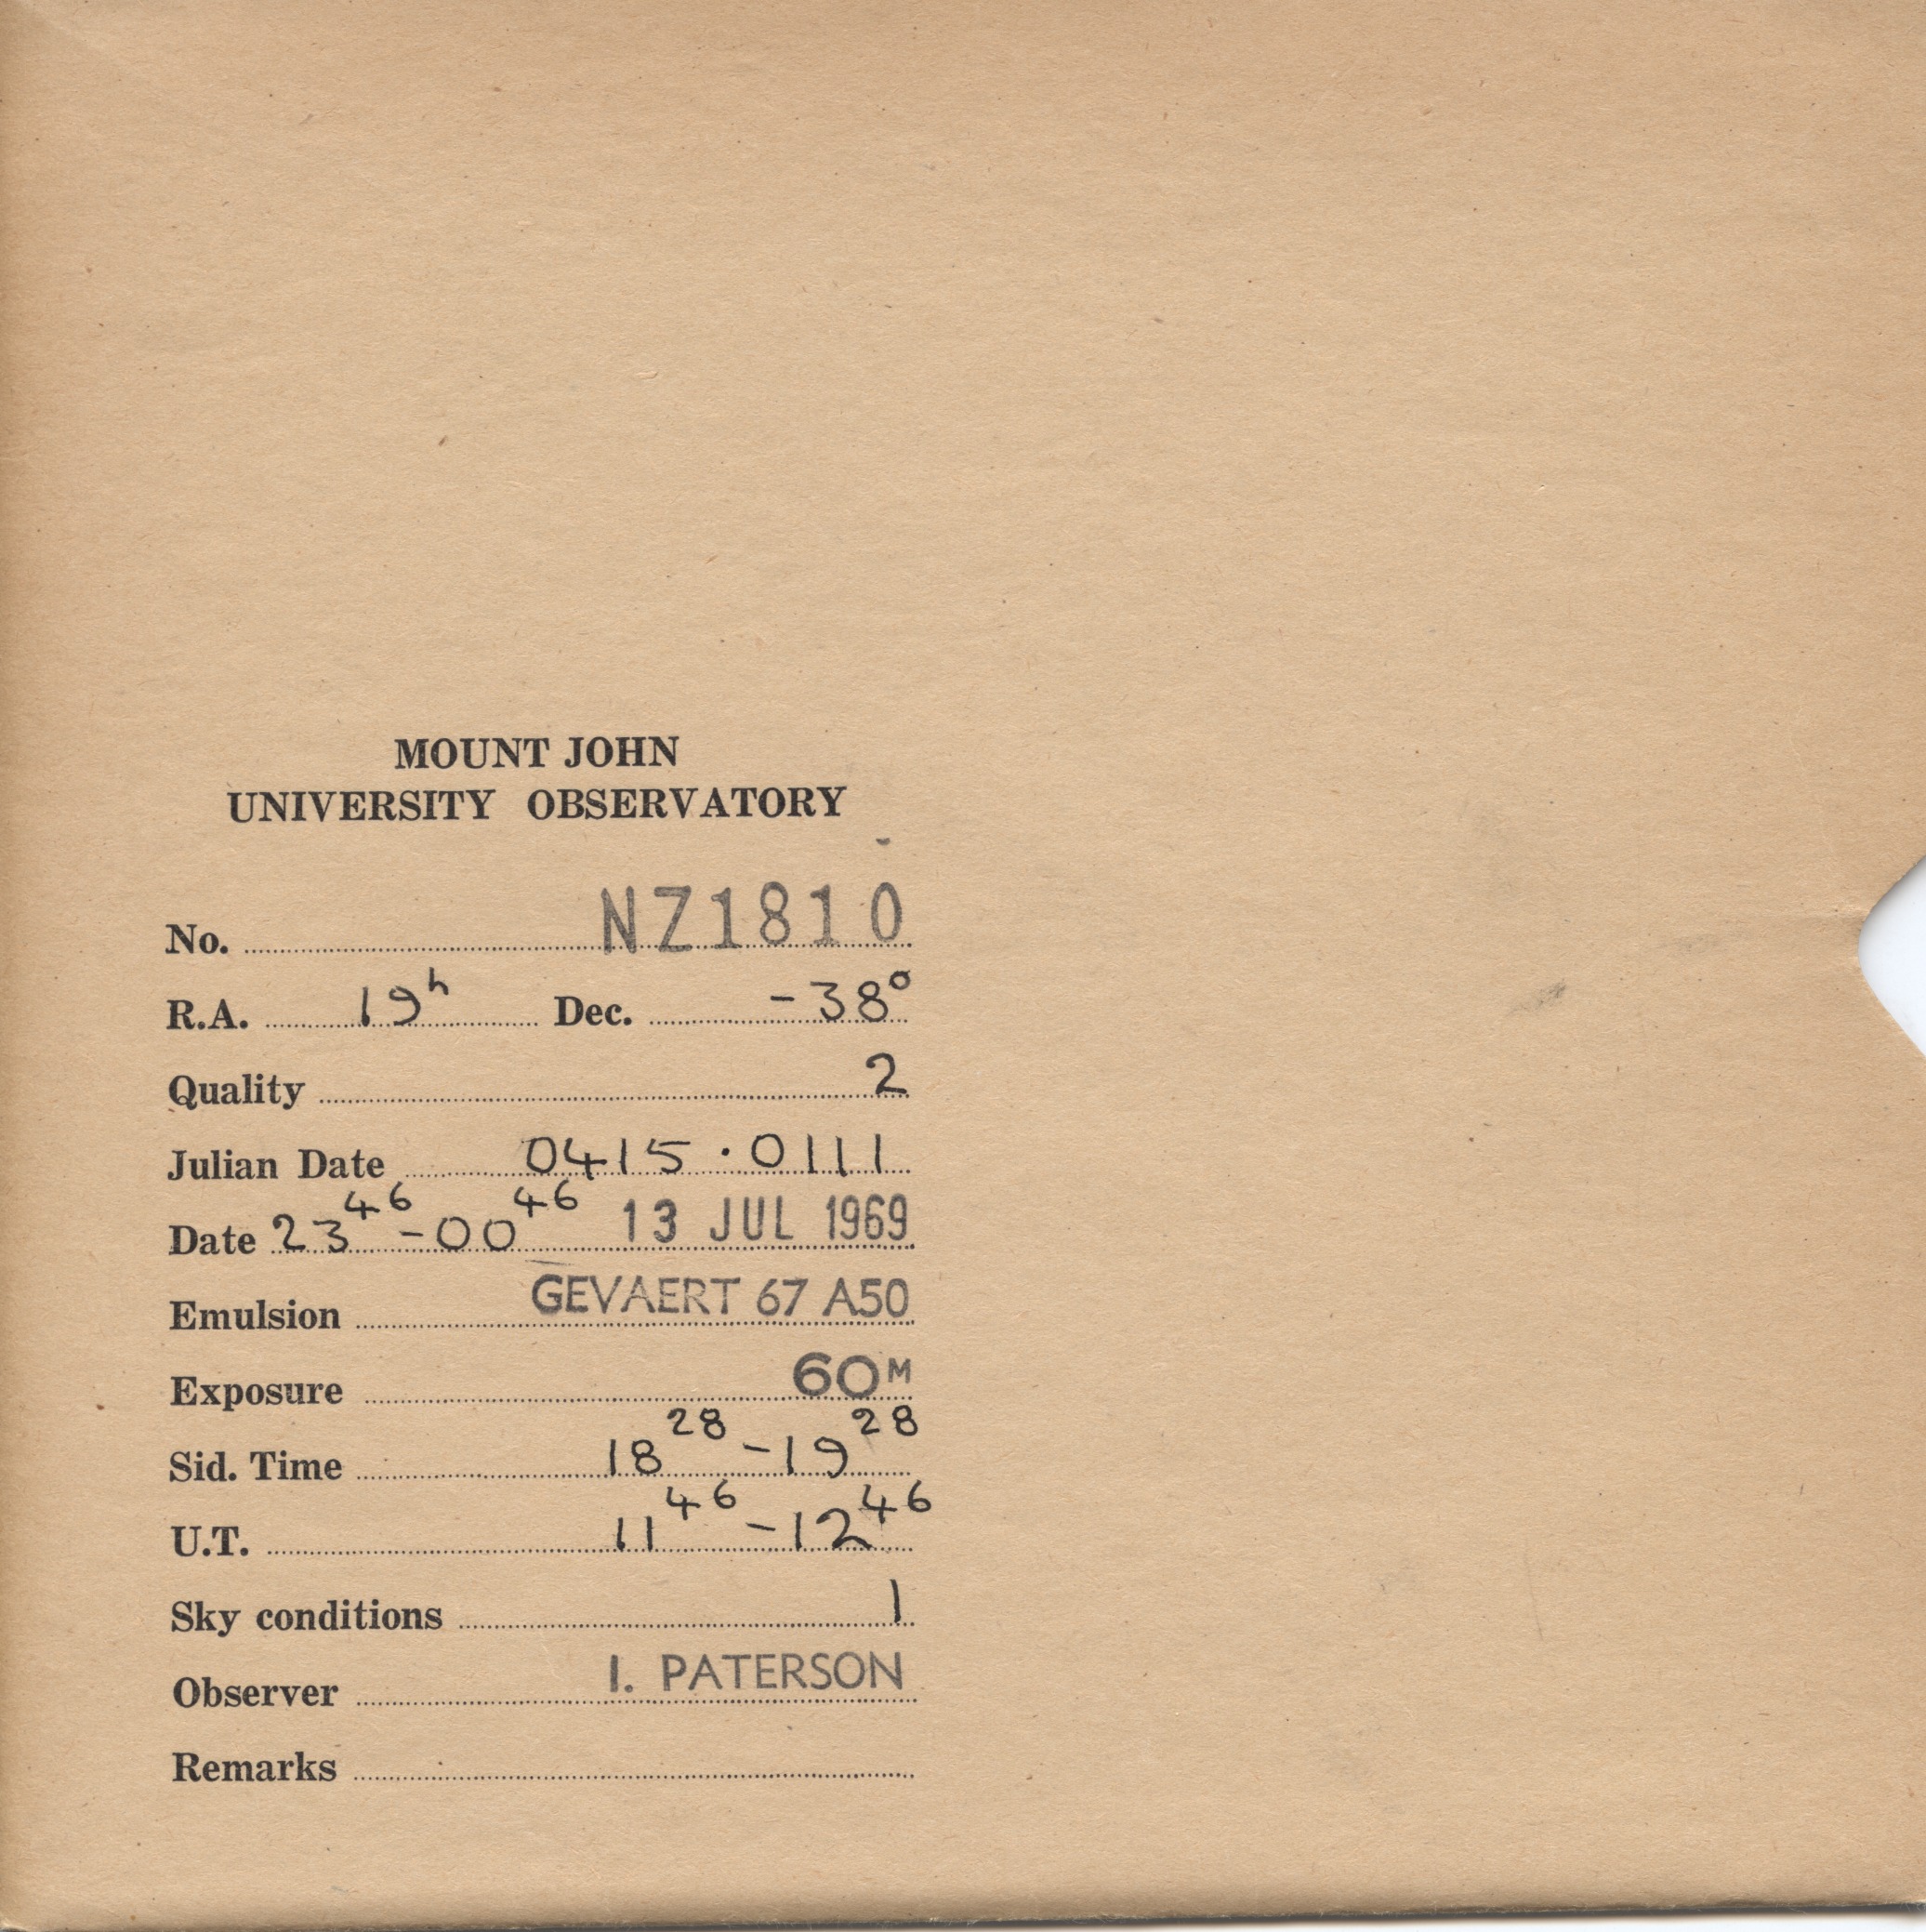 MOUNT JOHN
UNIVERSITY OBSERVATORY
No. NZ1810
R.A. 19h Dec. -38°
Quality 2
Julian Date 0415.0111
Date 23 46 - 00 46 13 JUL 1969
Emulsion GEVAERT 67 A50
Exposure 60M
Sid. Time 18 28 - 19 28
U.T. 11 46 - 12 46
Sky conditions 1
Observer I. PATERSON
Remarks